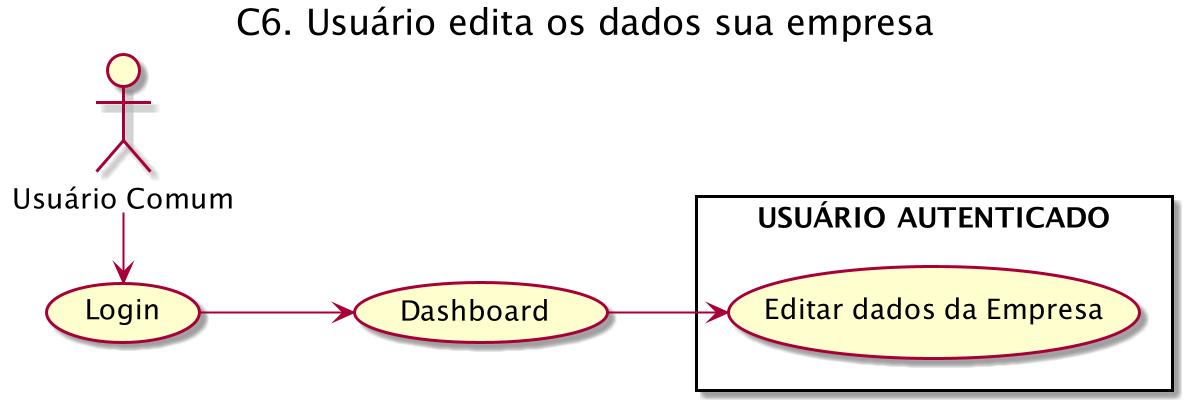 C6. Usuário edita os dados sua empresa
Usuário Comum
USUÁRIO AUTENTICADO
Login
Dashboard
Editar dados da Empresa